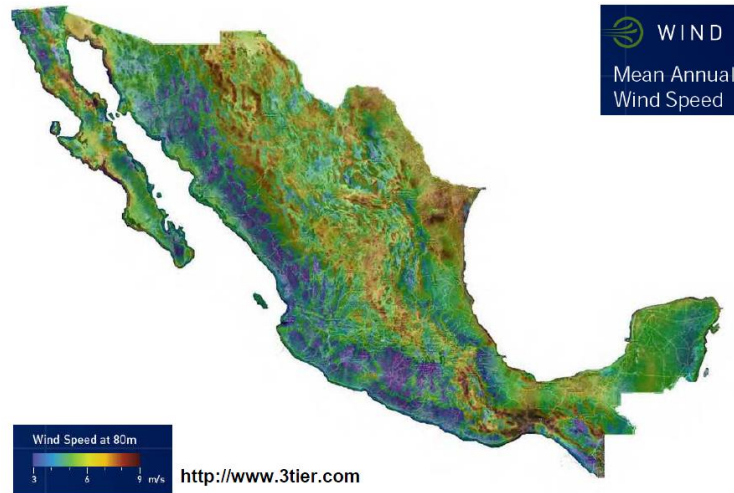 WIND
Mean Annual
Wind Speed
Wind Speed at 80m
3 6 9 m/s
http://www.3tier.com